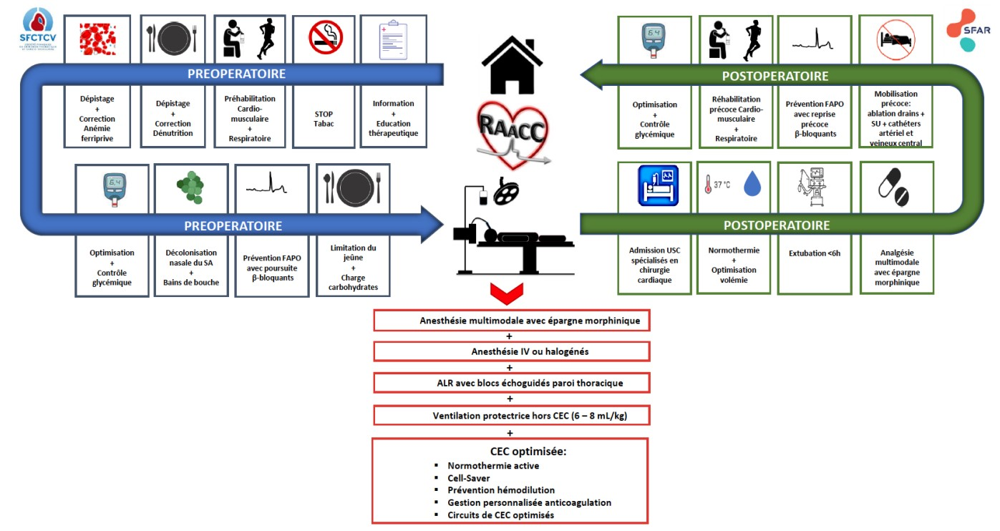 SFCTCV
PREOPERATOIRE
Dépistage
+
Correction
Anémie
ferriprive
Dépistage
+
Correction
Dénutrition
Préhabilitation
Cardio-
musculaire
+
Respiratoire
STOP
Tabac
Information
+
Education
thérapeutique
6.4
PREOPERATOIRE
Optimisation
+
Contrôle
glycémique
Décolonisation
nasale du SA
+
Bains de bouche
Prévention FAPO
avec poursuite
β-bloquants
Limitation du
jeûne
+
Charge
carbohydrates
RAACC
SFAR
6.4
POSTOPERATOIRE
Optimisation
+
Contrôle
glycémique
Réhabilitation
précoce Cardio-
musculaire
+
Respiratoire
Prévention FAPO
avec reprise
précoce
β-bloquants
Mobilisation
précoce:
ablation drains +
SU + cathéters
artériel et
veineux central
37 °C
POSTOPERATOIRE
Admission USC
spécialisés en
chirurgie
cardiaque
Normothermie
+
Optimisation
volémie
Extubation <6h
Analgésie
multimodale
avec épargne
morphinique
Anesthésie multimodale avec épargne morphinique
+
Anesthésie IV ou halogénés
+
ALR avec blocs échoguidés paroi thoracique
+
Ventilation protectrice hors CEC (6 – 8 mL/kg)
+
CEC optimisée:
▪ Normothermie active
▪ Cell-Saver
▪ Prévention hémodilution
▪ Gestion personnalisée anticoagulation
▪ Circuits de CEC optimisés